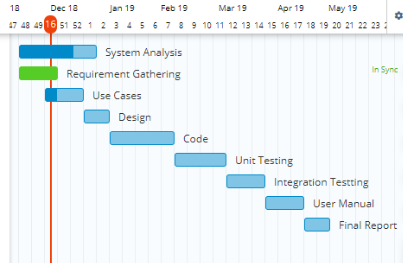 18 Dec 18 Jan 19 Feb 19 Mar 19 Apr 19 May 19
47 48 49 16 51 52 1 2 3 4 5 6 7 8 9 10 11 12 13 14 15 16 17 18 19 20 21 22 23
System Analysis
Requirement Gathering
In Sync
Use Cases
Design
Code
Unit Testing
Integration Testting
User Manual
Final Report